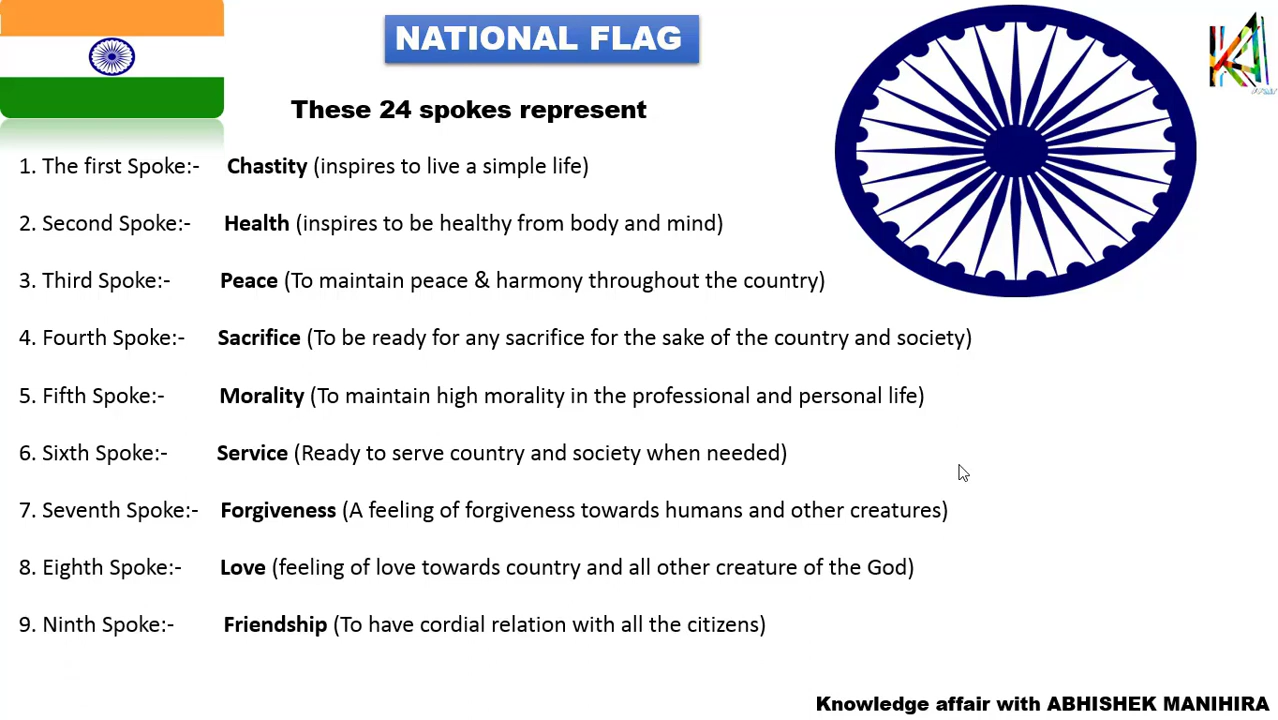 NATIONAL FLAG
These 24 spokes represent
1. The first Spoke:- Chastity (inspires to live a simple life)
2. Second Spoke:- Health (inspires to be healthy from body and mind)
3. Third Spoke:- Peace (To maintain peace & harmony throughout the country)
4. Fourth Spoke:- Sacrifice (To be ready for any sacrifice for the sake of the country and society)
5. Fifth Spoke:- Morality (To maintain high morality in the professional and personal life)
6. Sixth Spoke:- Service (Ready to serve country and society when needed)
7. Seventh Spoke:- Forgiveness (A feeling of forgiveness towards humans and other creatures)
8. Eighth Spoke:- Love (feeling of love towards country and all other creature of the God)
9. Ninth Spoke:- Friendship (To have cordial relation with all the citizens)
Knowledge affair with ABHISHEK MANIHIRA